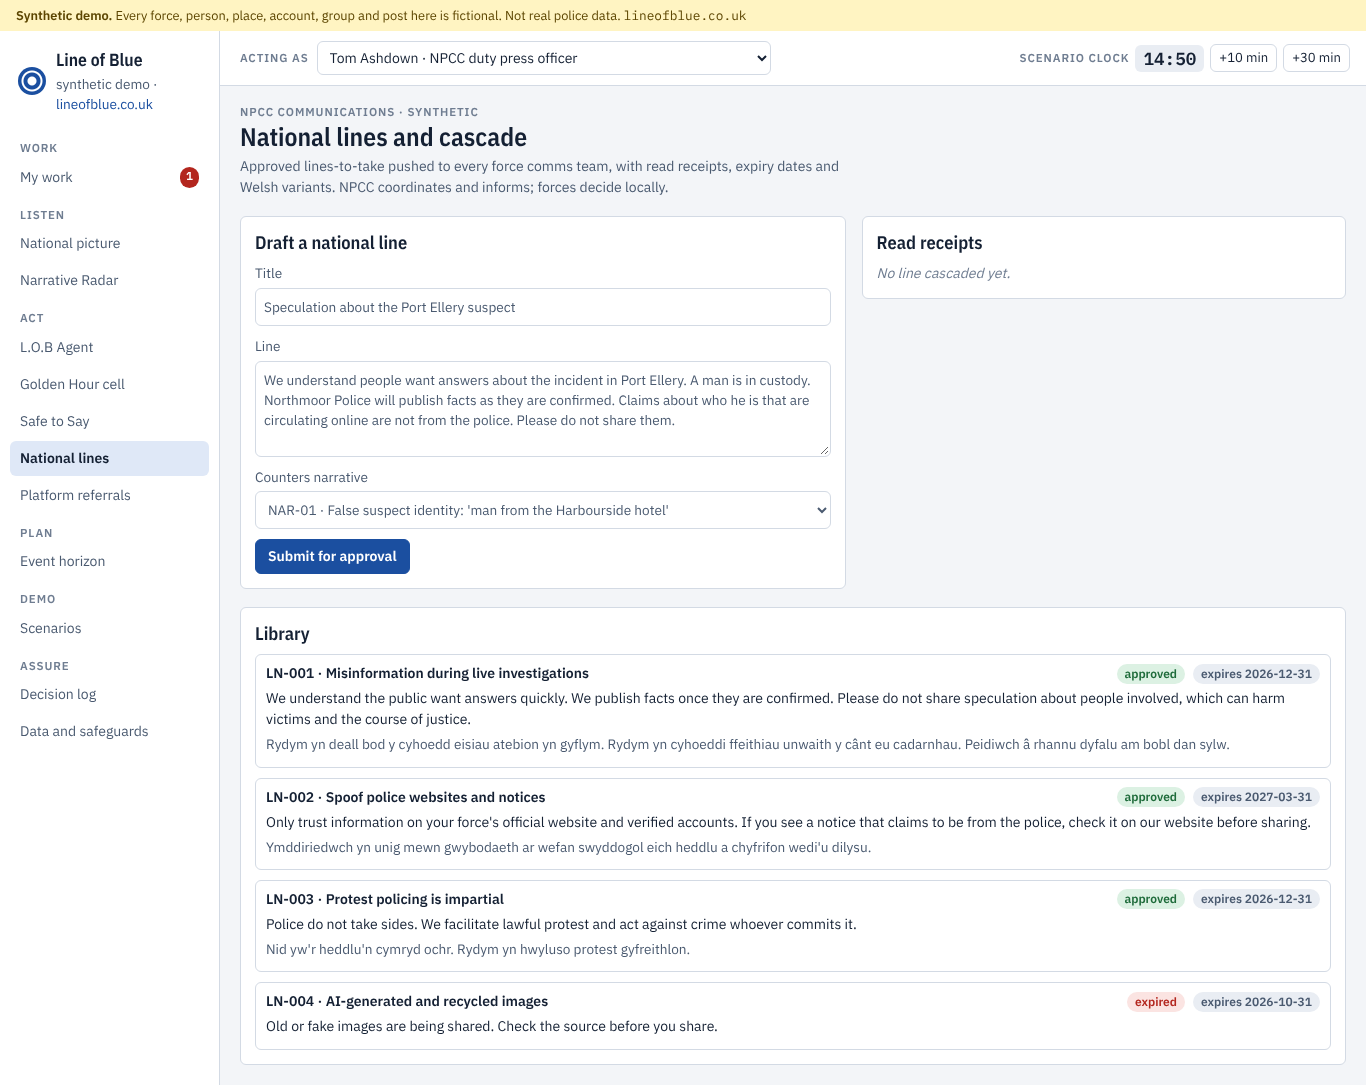 Synthetic demo. Every force, person, place, account, group and post here is fictional. Not real police data. lineofblue.co.uk
Line of Blue
synthetic demo ·
lineofblue.co.uk
WORK
My work 1
LISTEN
National picture
Narrative Radar
ACT
L.O.B Agent
Golden Hour cell
Safe to Say
National lines
Platform referrals
PLAN
Event horizon
DEMO
Scenarios
ASSURE
Decision log
Data and safeguards
ACTING AS Tom Ashdown · NPCC duty press officer
SCENARIO CLOCK 14:50 +10 min +30 min
NPCC COMMUNICATIONS · SYNTHETIC
National lines and cascade
Approved lines-to-take pushed to every force comms team, with read receipts, expiry dates and
Welsh variants. NPCC coordinates and informs; forces decide locally.
Draft a national line
Title
Speculation about the Port Ellery suspect
Line
We understand people want answers about the incident in Port Ellery. A man is in custody.
Northmoor Police will publish facts as they are confirmed. Claims about who he is that are
circulating online are not from the police. Please do not share them.
Counters narrative
NAR-01 · False suspect identity: 'man from the Harbourside hotel'
Submit for approval
Read receipts
No line cascaded yet.
Library
LN-001 · Misinformation during live investigations approved expires 2026-12-31
We understand the public want answers quickly. We publish facts once they are confirmed. Please do not share speculation about people involved, which can harm
victims and the course of justice.
Rydym yn deall bod y cyhoedd eisiau atebion yn gyflym. Rydym yn cyhoeddi ffeithiau unwaith y cânt eu cadarnhau. Peidiwch â rhannu dyfalu am bobl dan sylw.
LN-002 · Spoof police websites and notices approved expires 2027-03-31
Only trust information on your force's official website and verified accounts. If you see a notice that claims to be from the police, check it on our website before sharing.
Ymddiriedwch yn unig mewn gwybodaeth ar wefan swyddogol eich heddlu a chyfrifon wedi'u dilysu.
LN-003 · Protest policing is impartial approved expires 2026-12-31
Police do not take sides. We facilitate lawful protest and act against crime whoever commits it.
Nid yw'r heddlu'n cymryd ochr. Rydym yn hwyluso protest gyfreithlon.
LN-004 · AI-generated and recycled images expired expires 2026-10-31
Old or fake images are being shared. Check the source before you share.